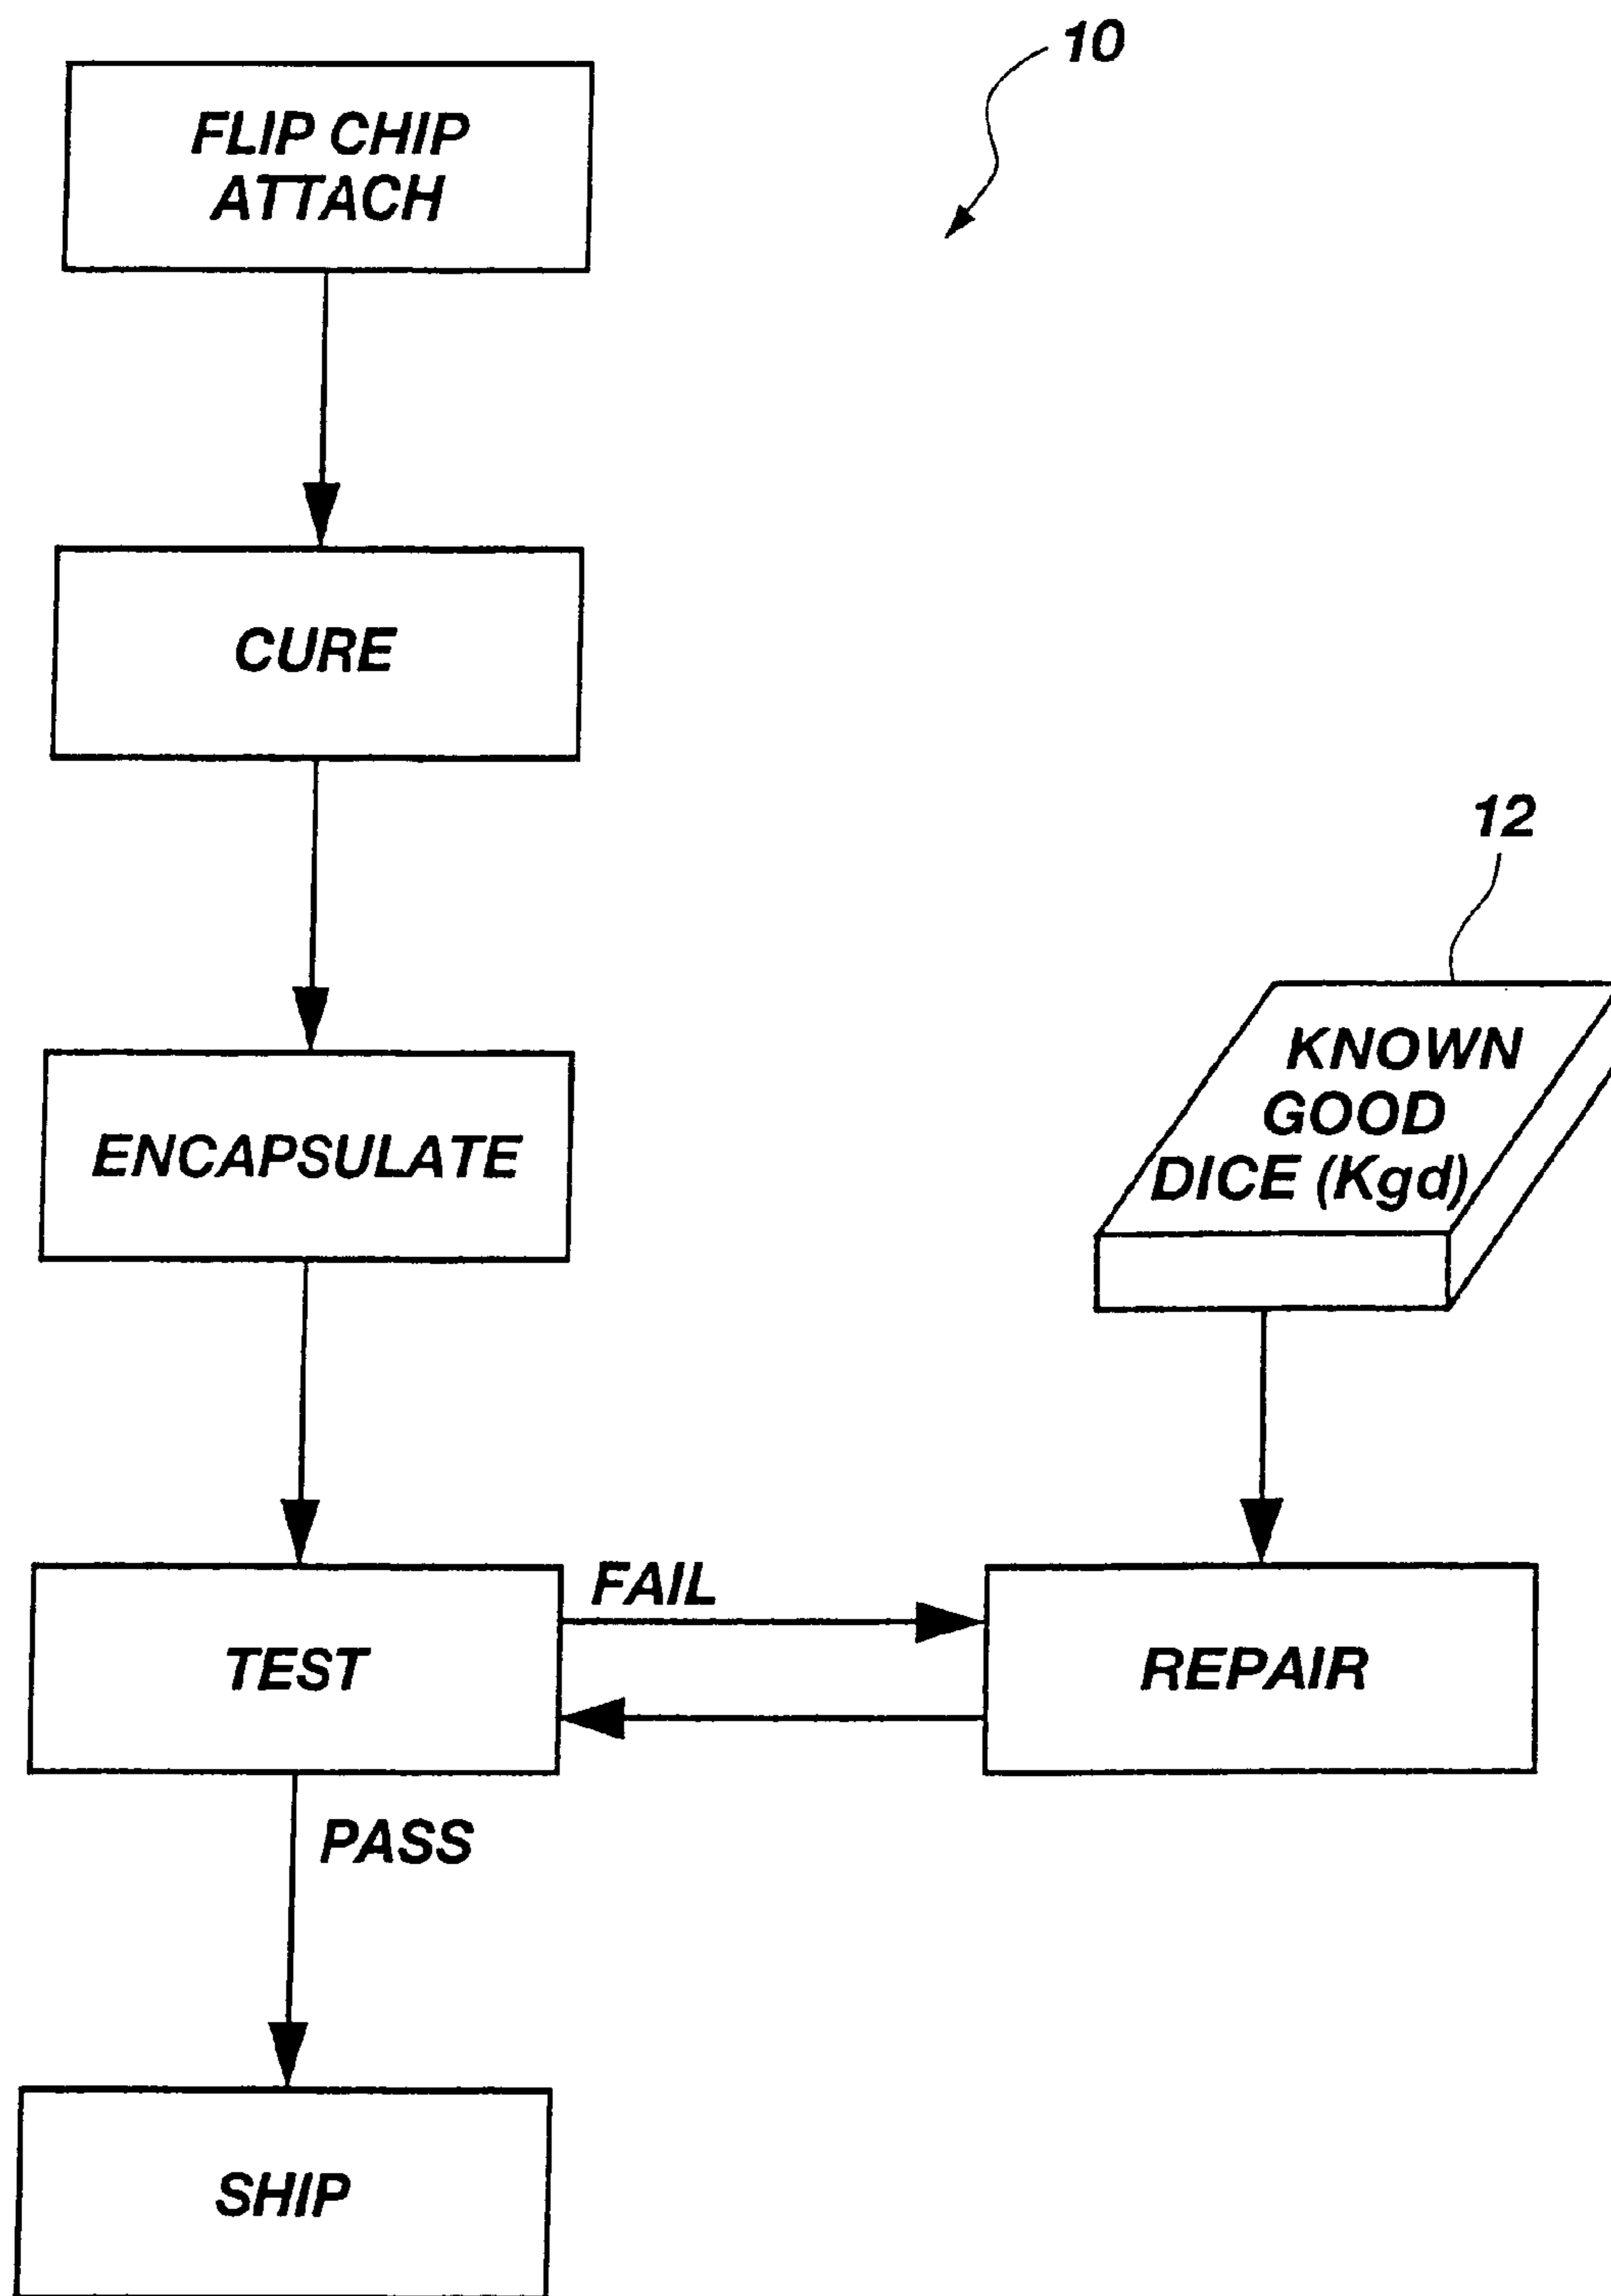 10
FLIP CHIP
ATTACH
CURE
12
KNOWN
GOOD
DICE (Kgd)
ENCAPSULATE
FAIL
TEST
REPAIR
PASS
SHIP